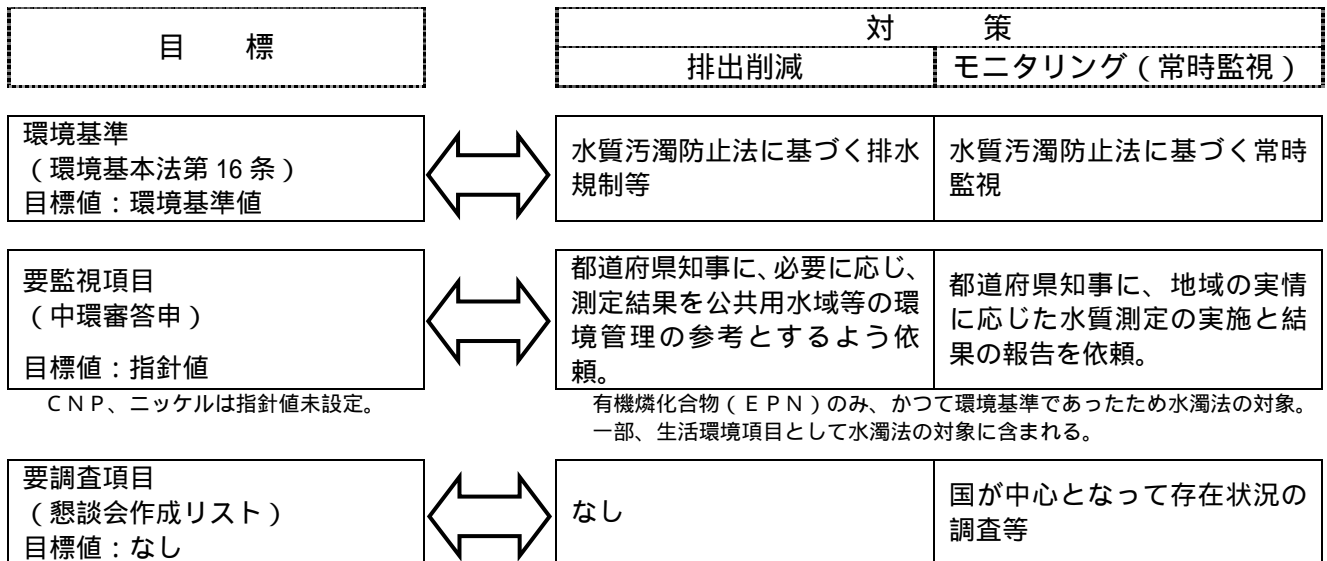 目　標
対　策
排出削減
モニタリング（常時監視）
環境基準
（環境基本法第 16 条）
目標値：環境基準値
水質汚濁防止法に基づく排水
規制等
水質汚濁防止法に基づく常時
監視
要監視項目
（中環審答申）
目標値：指針値
都道府県知事に、必要に応じ、
測定結果を公共用水域等の環
境管理の参考とするよう依
頼。
都道府県知事に、地域の実情
に応じた水質測定の実施と結
果の報告を依頼。
ＣＮＰ、ニッケルは指針値未設定。
有機燐化合物（ＥＰＮ）のみ、かつて環境基準であったため水濁法の対象。
一部、生活環境項目として水濁法の対象に含まれる。
要調査項目
（懇談会作成リスト）
目標値：なし
なし
国が中心となって存在状況の
調査等